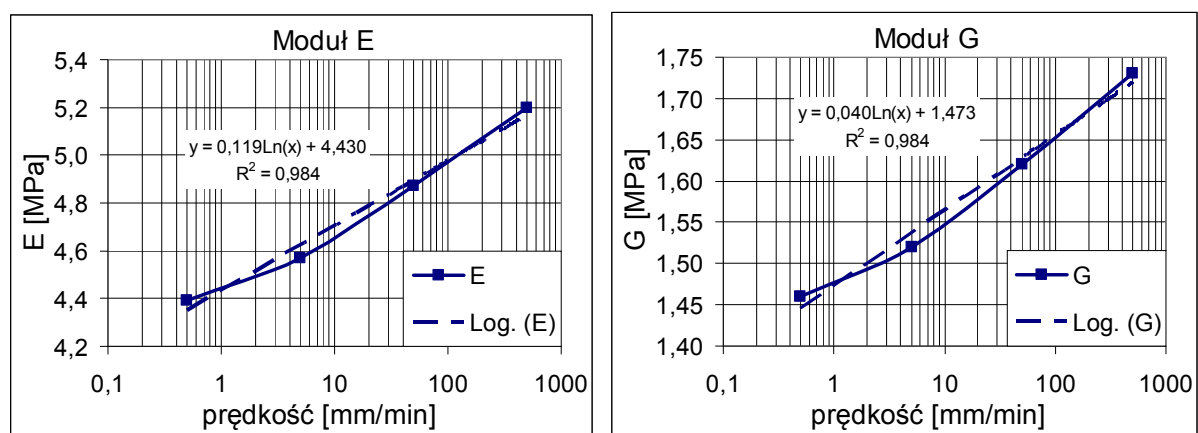 Moduł E
5,4
5,2
5,0
4,8
4,6
4,4
4,2
E [MPa]
y = 0,119Ln(x) + 4,430
R² = 0,984
E
Log. (E)
0,1 1 10 100 1000
prędkość [mm/min]
Moduł G
1,75
1,70
1,65
1,60
1,55
1,50
1,45
1,40
G [MPa]
y = 0,040Ln(x) + 1,473
R² = 0,984
G
Log. (G)
0,1 1 10 100 1000
prędkość [mm/min]